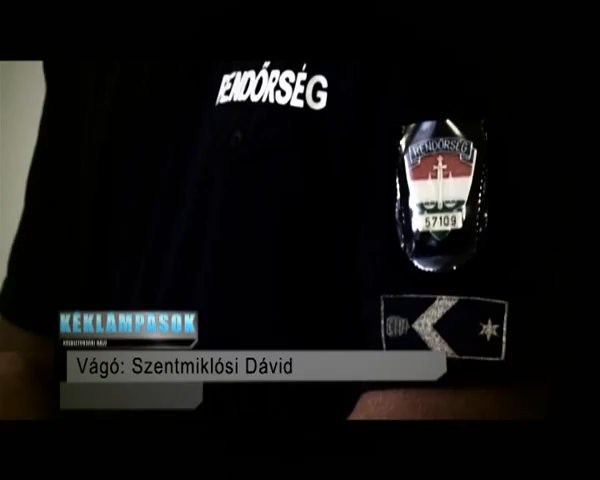 RENDŐRSÉG
RENDŐRSÉG
57109
KÉKLÁMPÁSOK
Vágó: Szentmiklósi Dávid